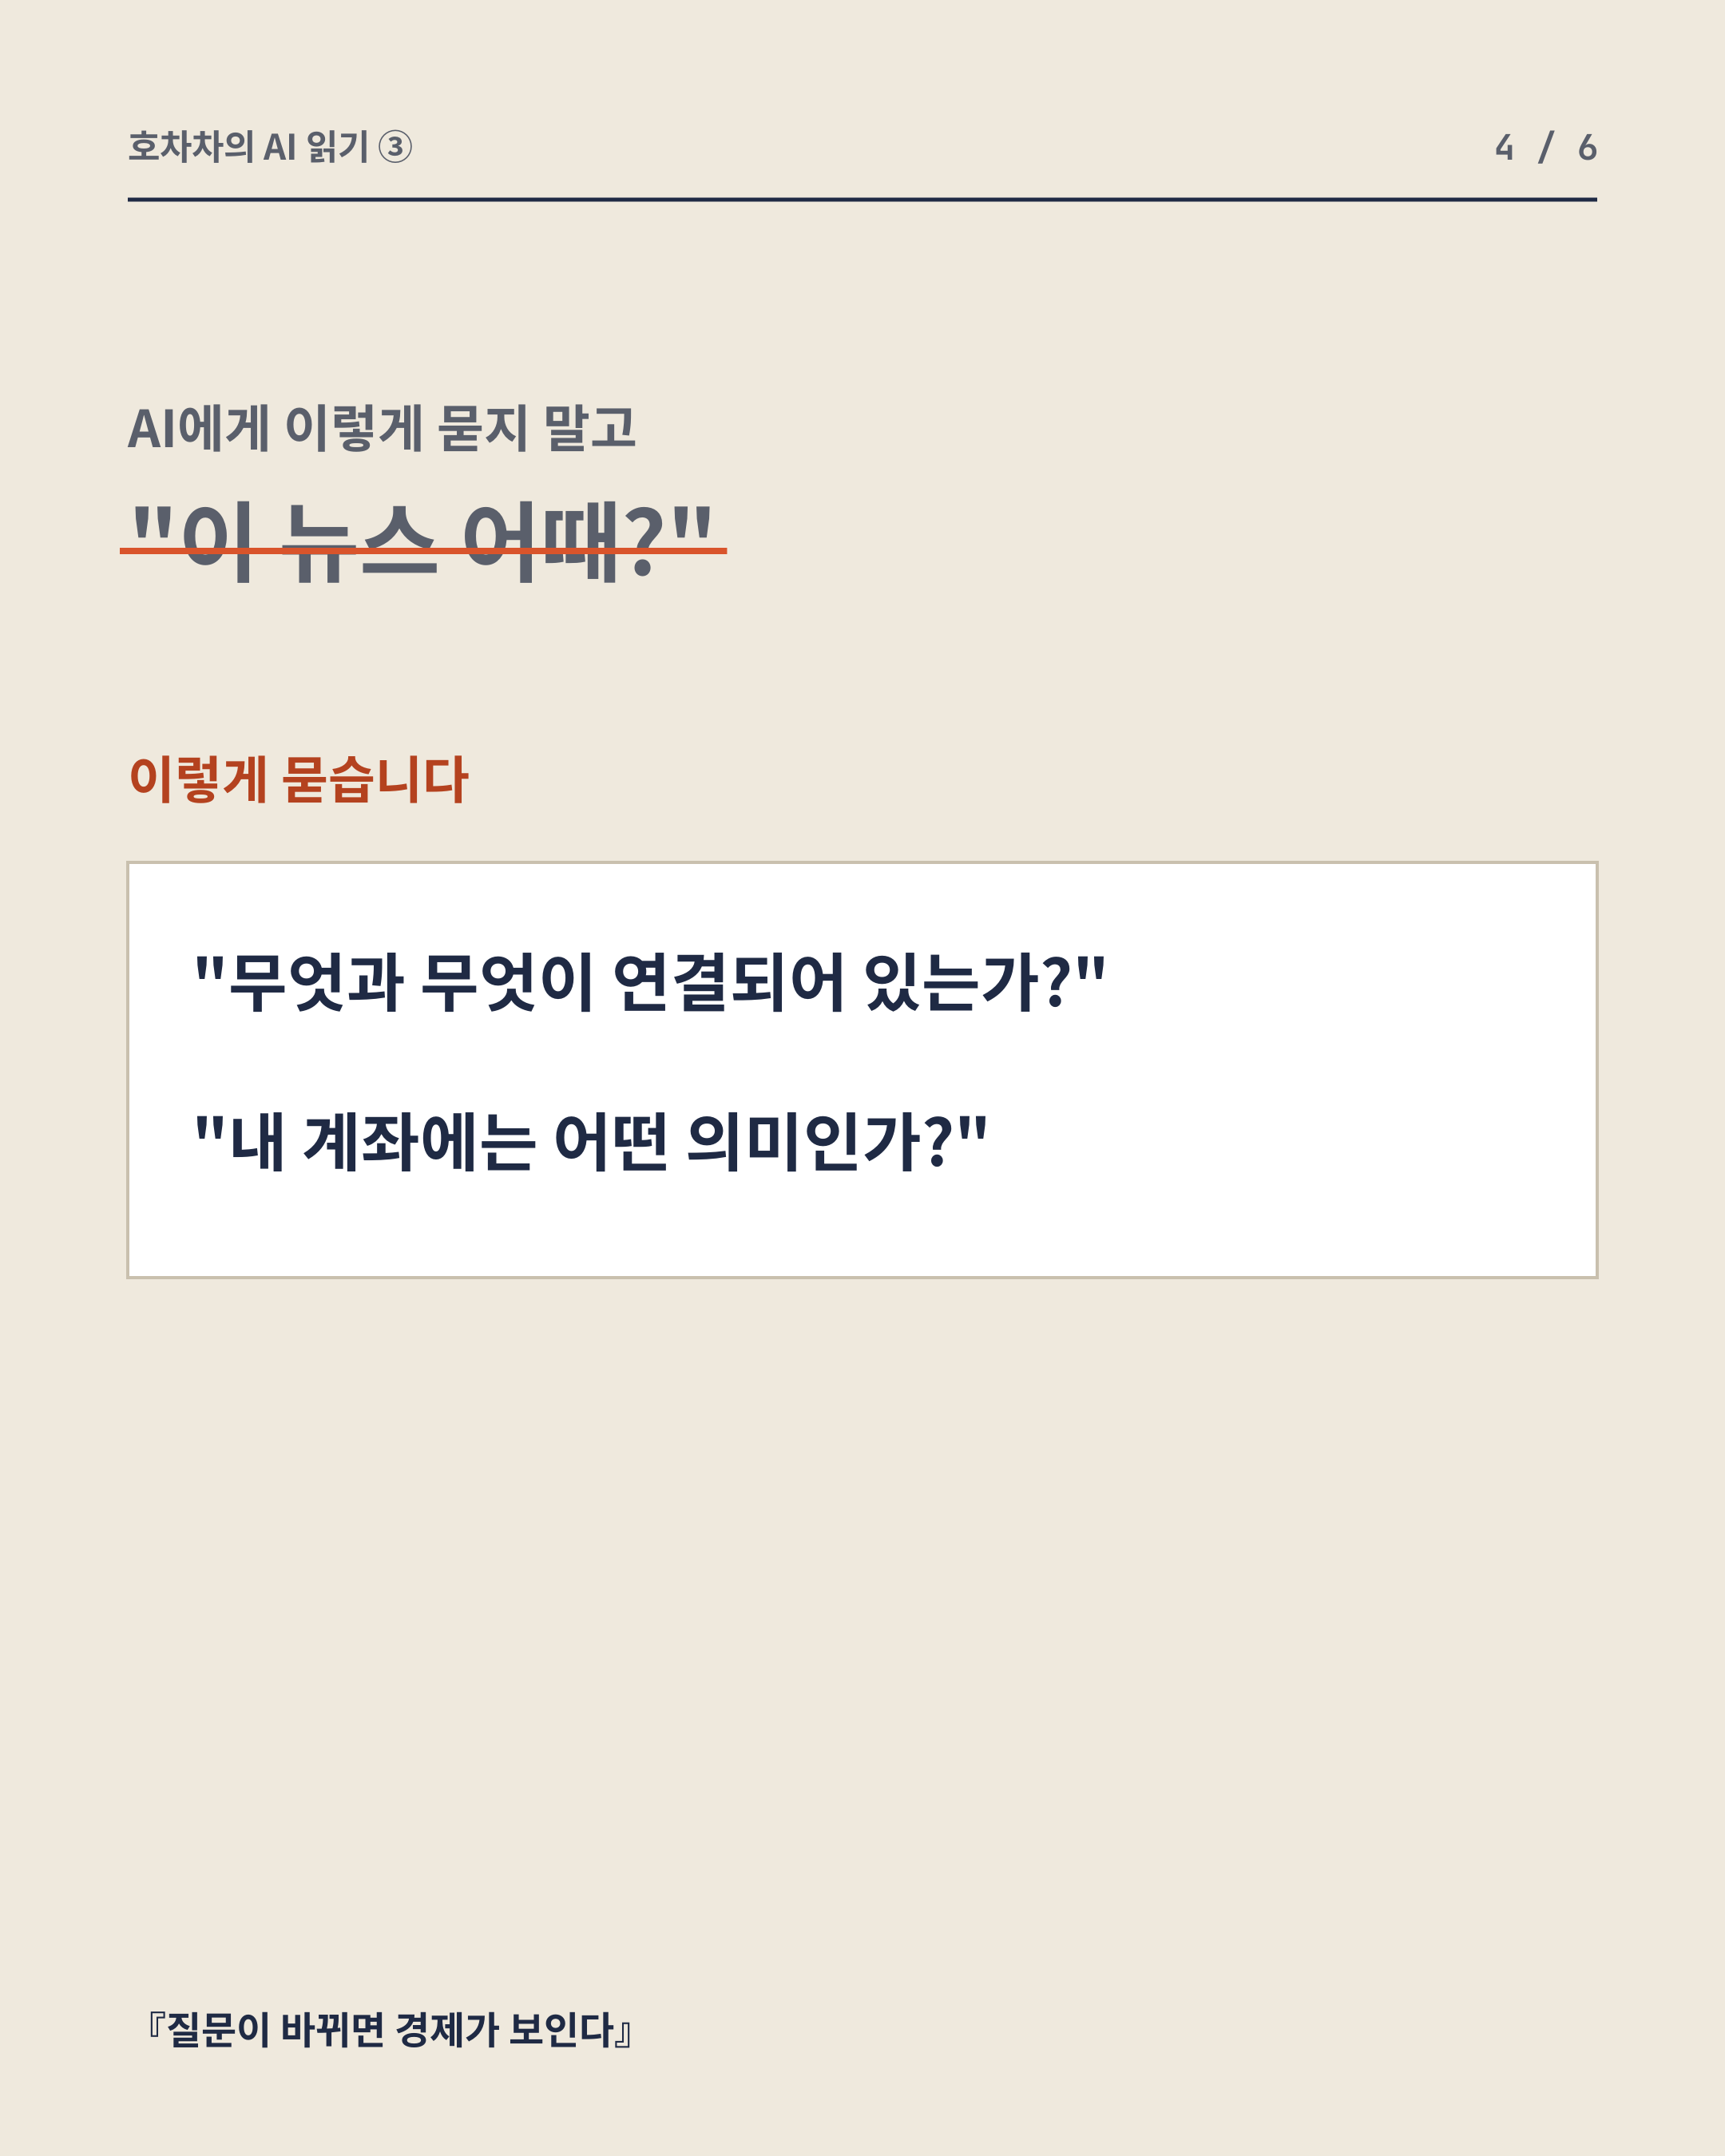 호차차의 AI 읽기 ③
4 / 6
AI에게 이렇게 묻지 말고
"이 뉴스 어때?"
이렇게 묻습니다
"무엇과 무엇이 연결되어 있는가?"
"내 계좌에는 어떤 의미인가?"
『질문이 바뀌면 경제가 보인다』